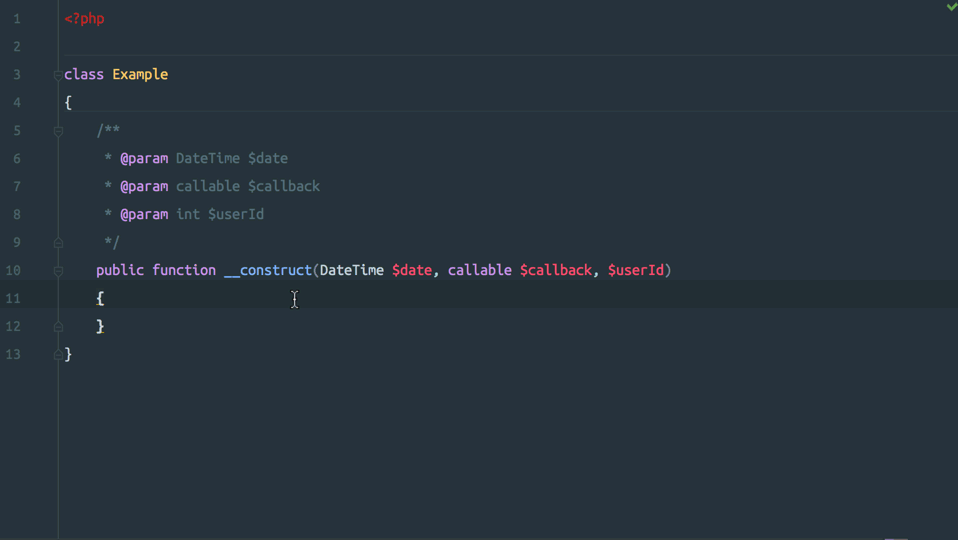 1 <?php
2
3 class Example
4 {
5 /**
6 * @param DateTime $date
7 * @param callable $callback
8 * @param int $userId
9 */
10 public function __construct(DateTime $date, callable $callback, $userId)
11 {
12 }
13 }